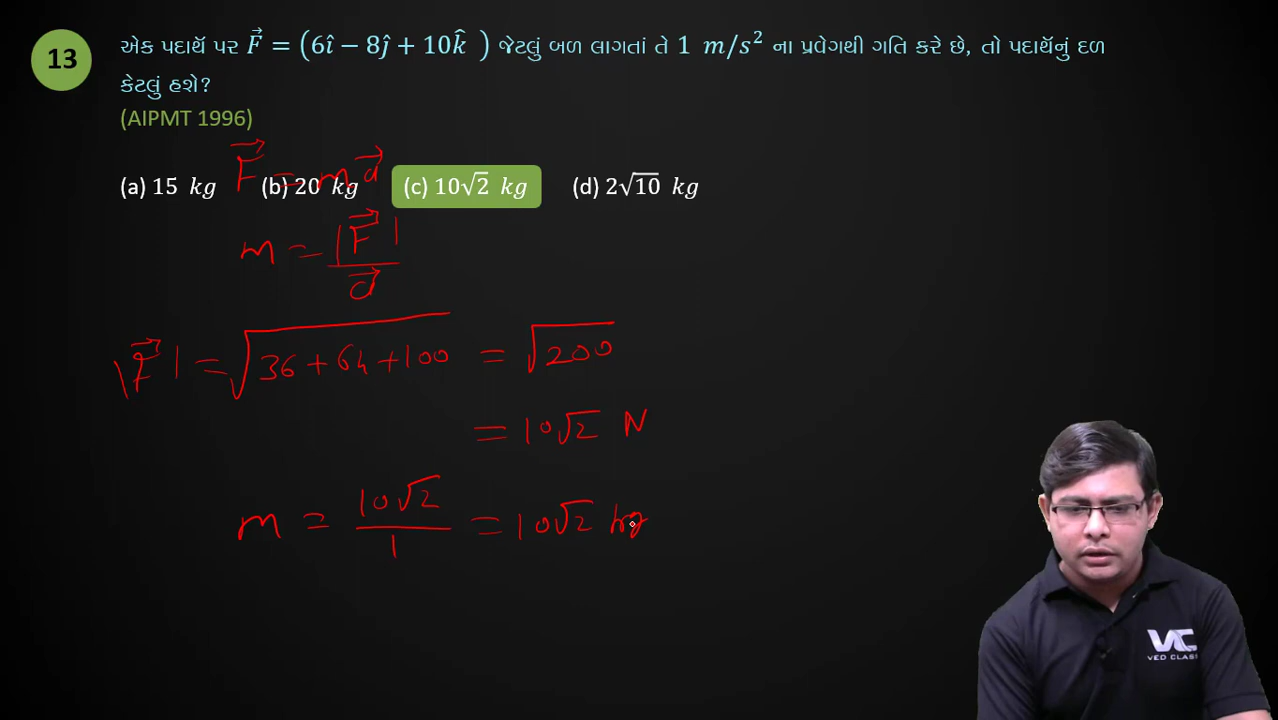 13
એક પદાર્થ પર F⃗ = (6î − 8ĵ + 10k̂ ) જેટલું બળ લાગતાં તે 1 m/s² ના પ્રવેગથી ગતિ કરે છે, તો પદાર્થનું દળ
કેટલું હશે?
(AIPMT 1996)
F⃗ = m a⃗
(a) 15 kg (b) 20 kg (c) 10√2 kg (d) 2√10 kg
m = |F⃗| / a⃗
|F⃗| = √(36+64+100) = √200
= 10√2 N
m = 10√2 / 1 = 10√2 kg
VC
VED CLASS